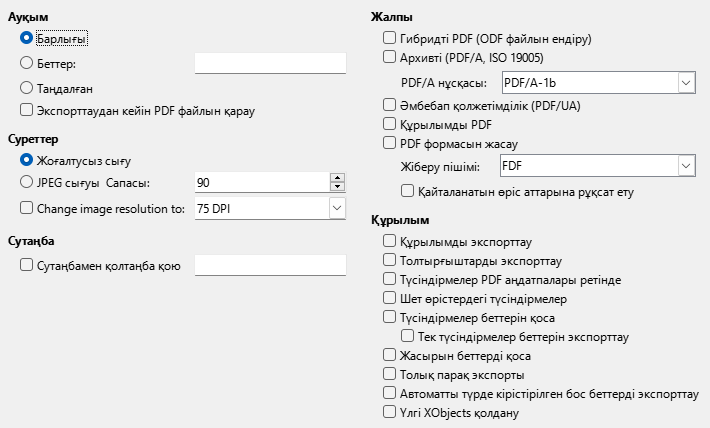 Ауқым
Барлығы
Беттер:
Таңдалған
Экспорттаудан кейін PDF файлын қарау
Суреттер
Жоғалтусыз сығу
JPEG сығуы Сапасы: 90
Change image resolution to: 75 DPI
Сутаңба
Сутаңбамен қолтаңба қою
Жалпы
Гибридті PDF (ODF файлын ендіру)
Архивті (PDF/A, ISO 19005)
PDF/A нұсқасы: PDF/A-1b
Әмбебап қолжетімділік (PDF/UA)
Құрылымды PDF
PDF формасын жасау
Жіберу пішімі: FDF
Қайталанатын өріс аттарына рұқсат ету
Құрылым
Құрылымды экспорттау
Толтырғыштарды экспорттау
Түсіндірмелер PDF аңдатпалары ретінде
Шет өрістердегі түсіндірмелер
Түсіндірмелер беттерін қоса
Тек түсіндірмелер беттерін экспорттау
Жасырын беттерді қоса
Толық парақ экспорты
Автоматты түрде кірістірілген бос беттерді экспорттау
Үлгі XObjects қолдану